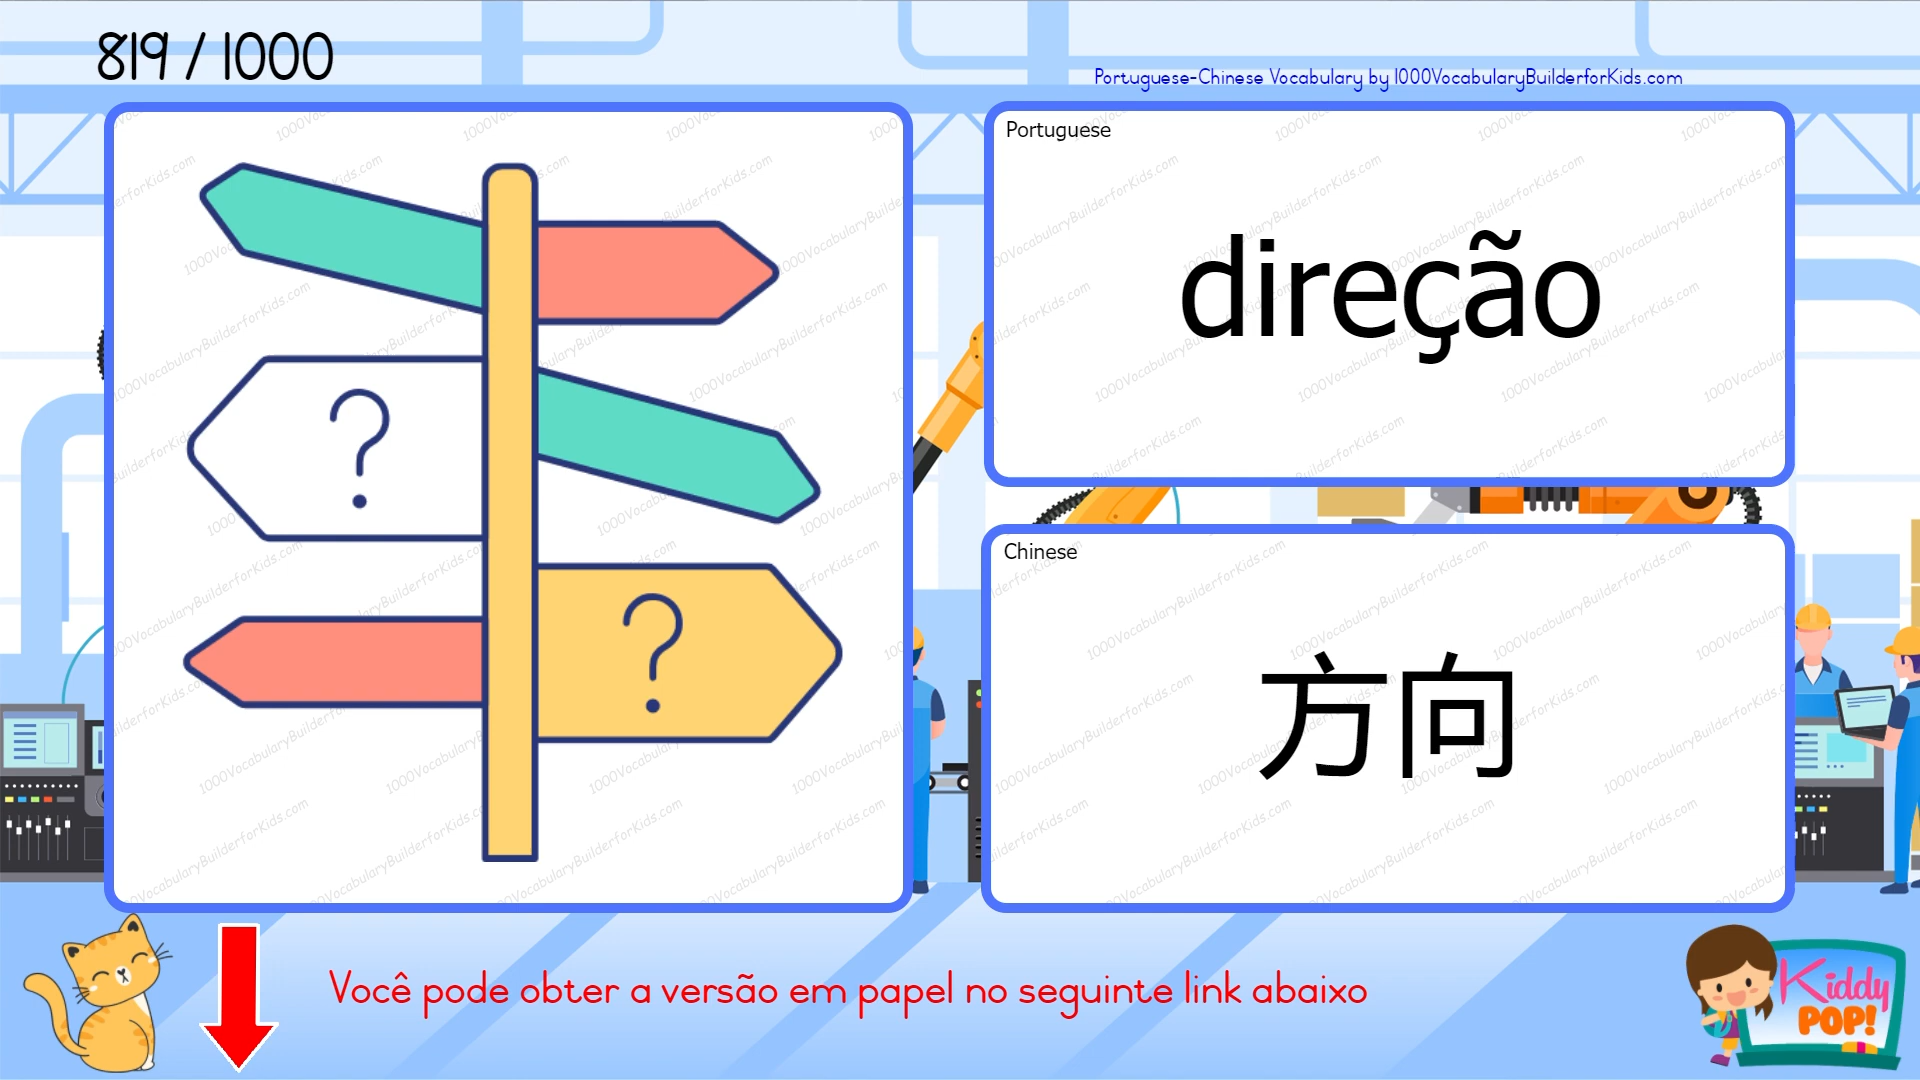 819 / 1000
Portuguese-Chinese Vocabulary by 1000VocabularyBuilderforKids.com
?
?
Portuguese
direção
Chinese
方向
Você pode obter a versão em papel no seguinte link abaixo
Kiddy
POP!